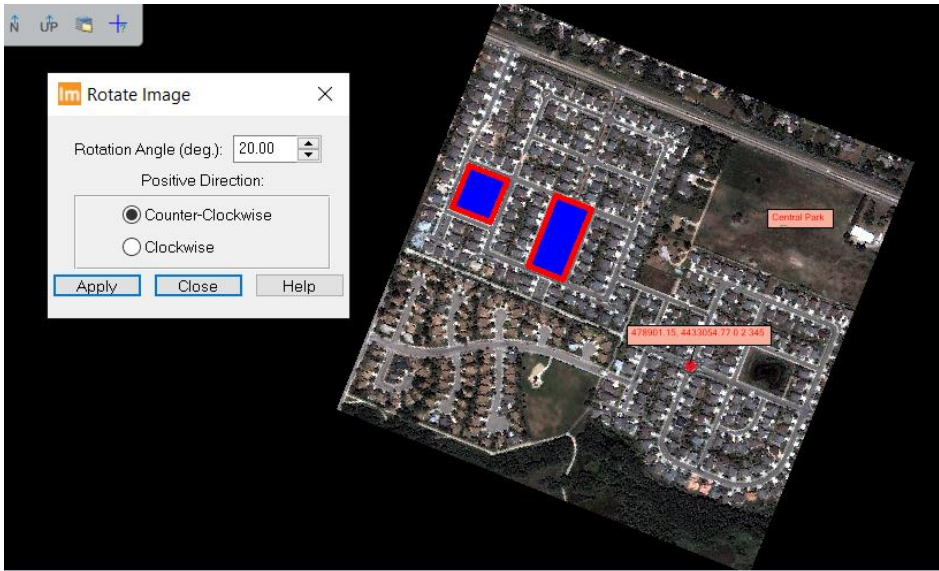 N UP ?
Im Rotate Image
Rotation Angle (deg.): 20.00
Positive Direction:
Counter-Clockwise
Clockwise
Apply Close Help
Central Park
478901.15, 4433054.77 0 2 345